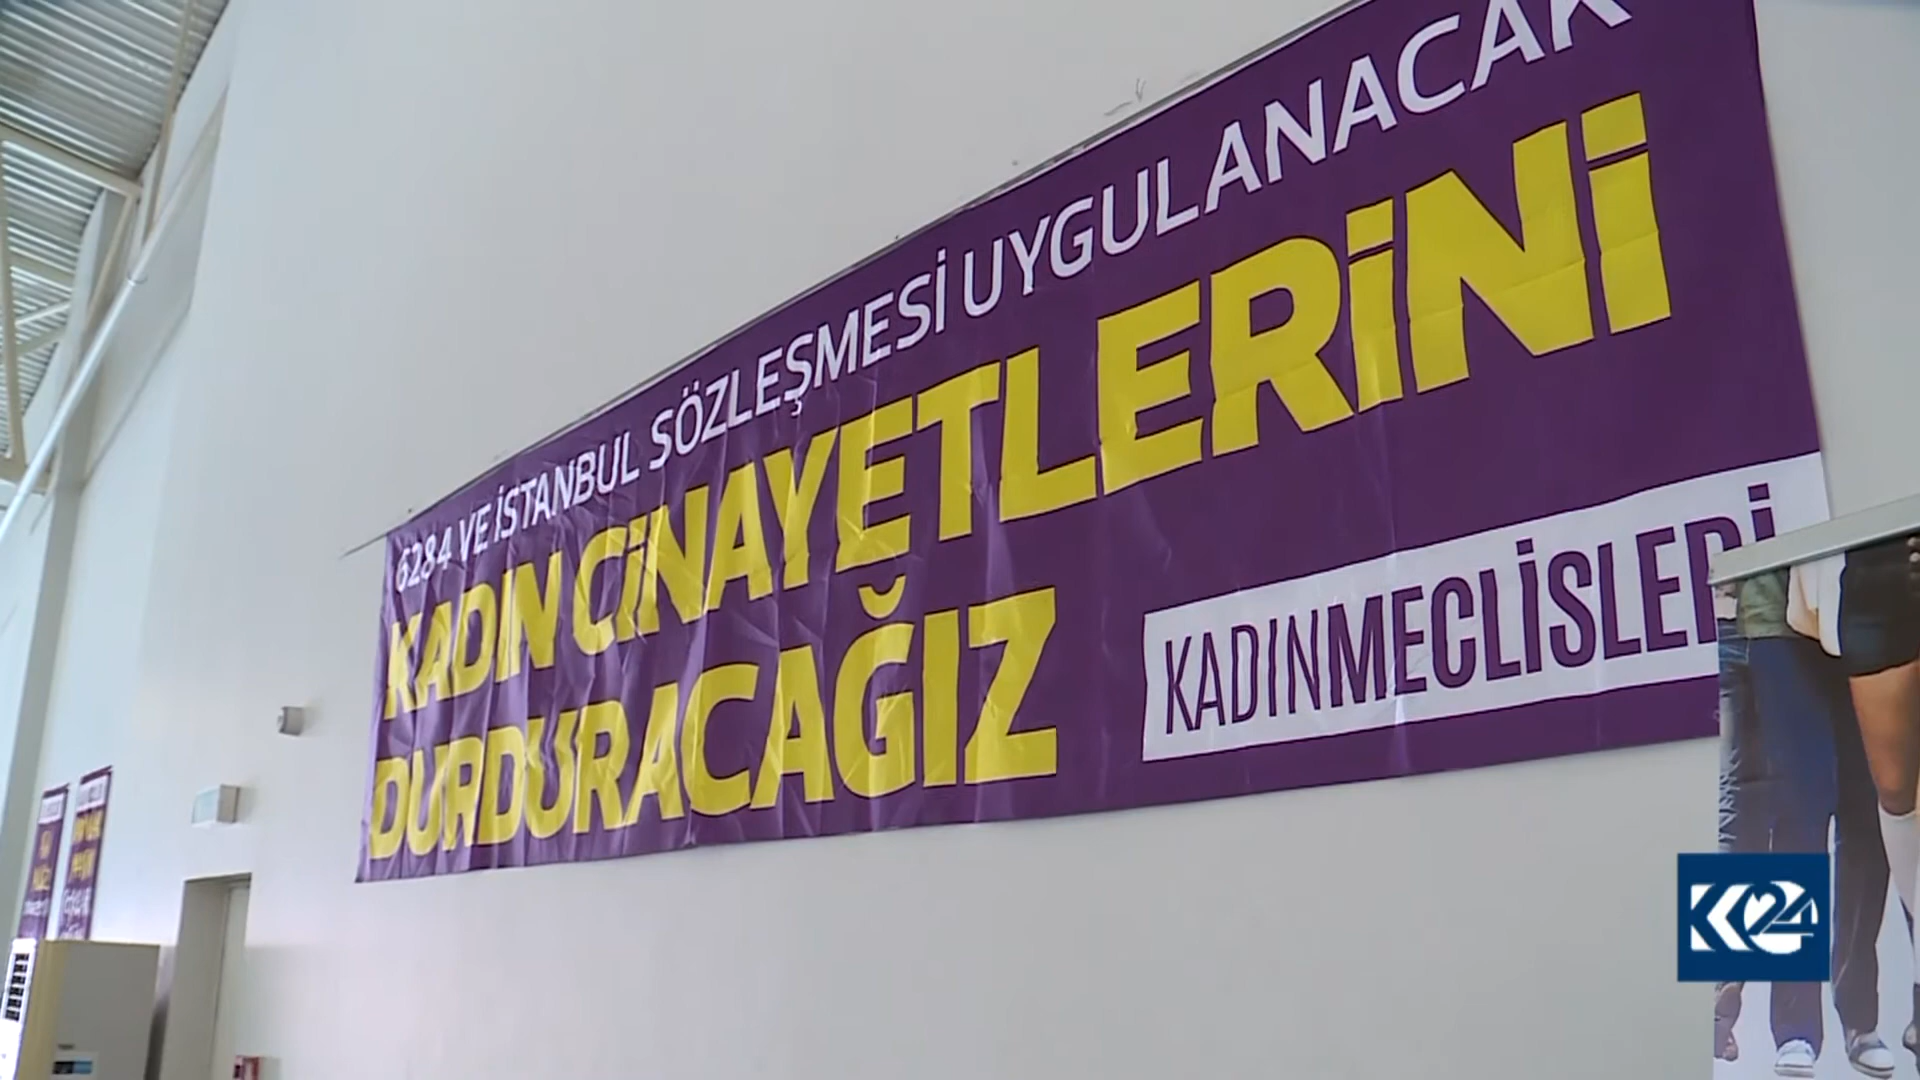 6284 VE İSTANBUL SÖZLEŞMESİ UYGULANACAK
KADIN CİNAYETLERİNİ
DURDURACAĞIZ
KADINMECLİSLERİ
K24